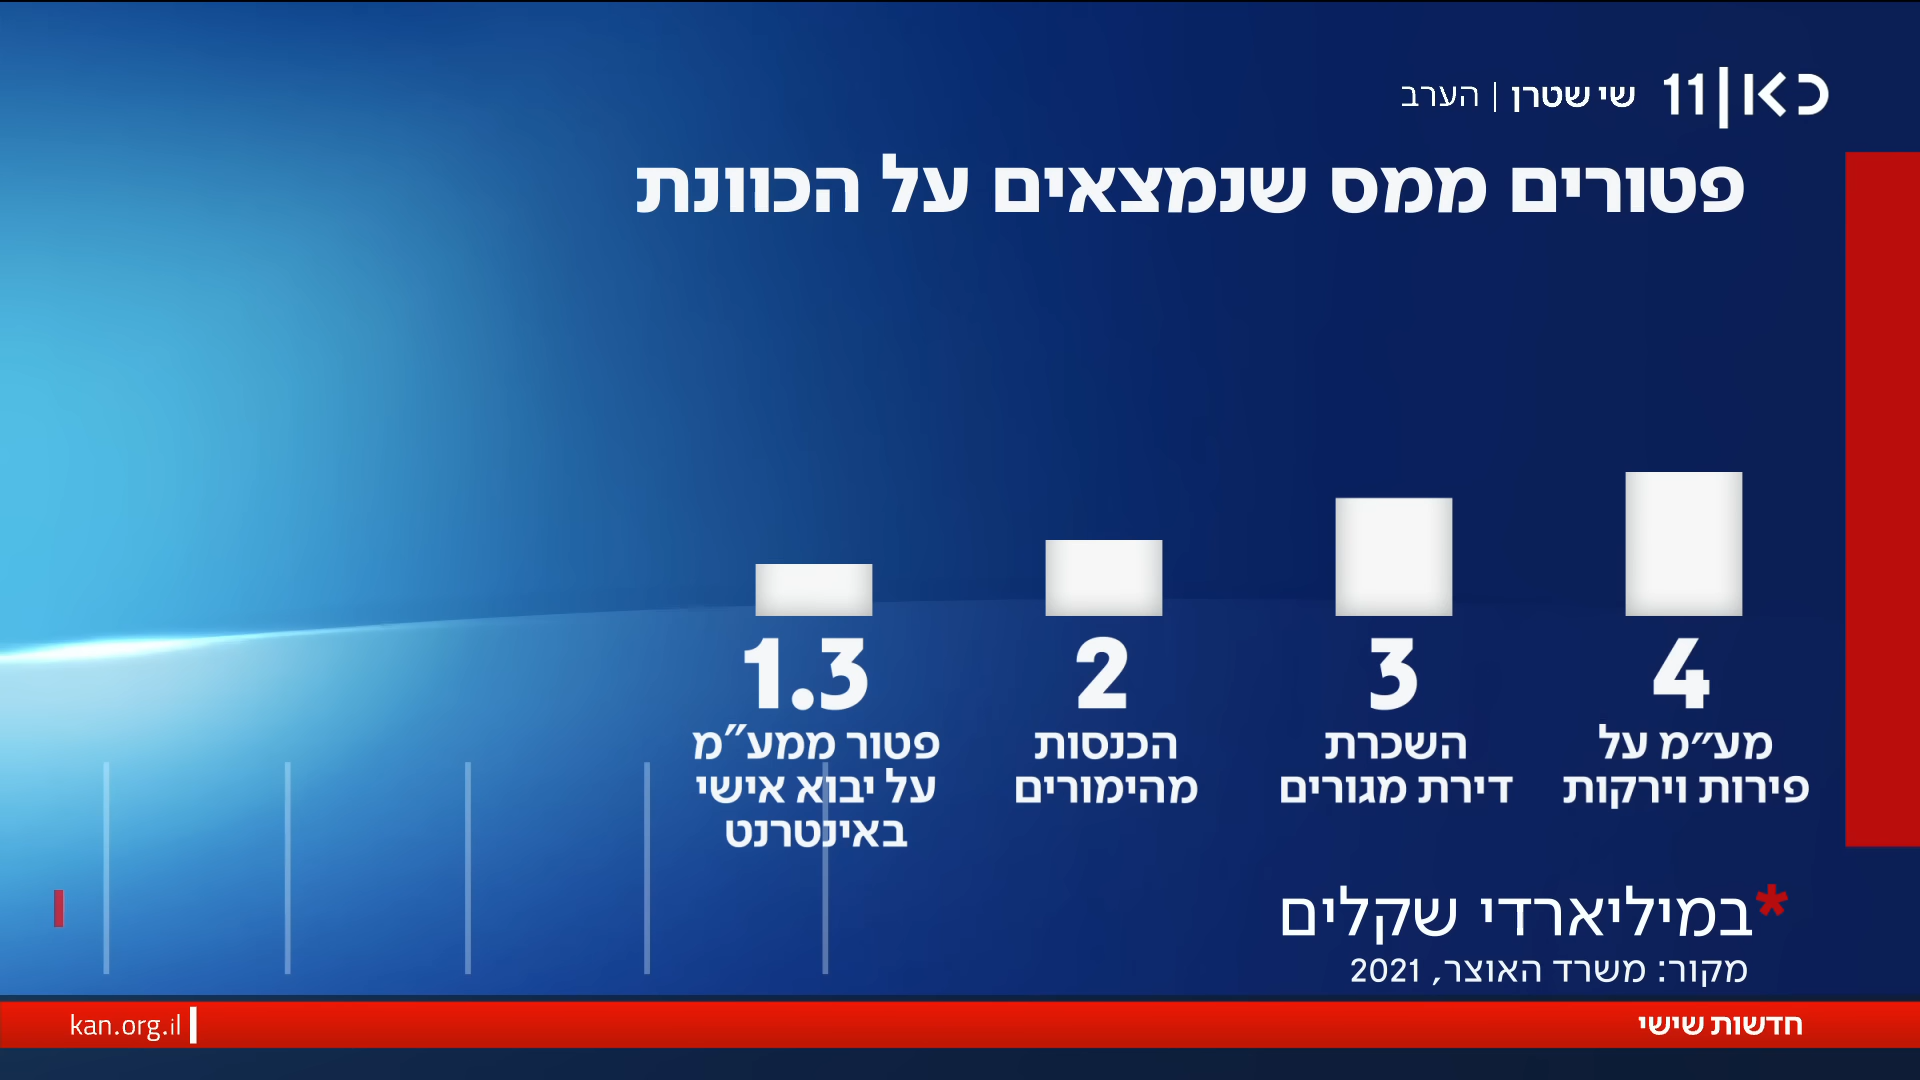 כאן 11 שי שטרן | הערב
פטורים ממס שנמצאים על הכוונת
4
מע״מ על
פירות וירקות
3
השכרת
דירת מגורים
2
הכנסות
מהימורים
1.3
פטור ממע״מ
על יבוא אישי
באינטרנט
*במיליארדי שקלים
מקור: משרד האוצר, 2021
חדשות שישי
kan.org.il